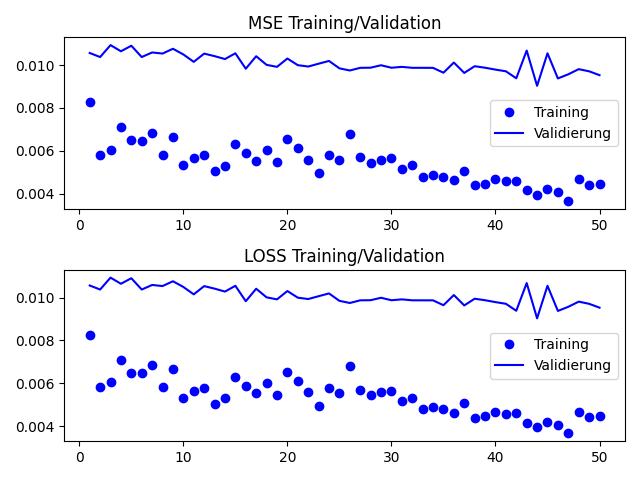 MSE Training/Validation
0.010
0.008
0.006
0.004
Training
Validierung
0 10 20 30 40 50
LOSS Training/Validation
0.010
0.008
0.006
0.004
Training
Validierung
0 10 20 30 40 50